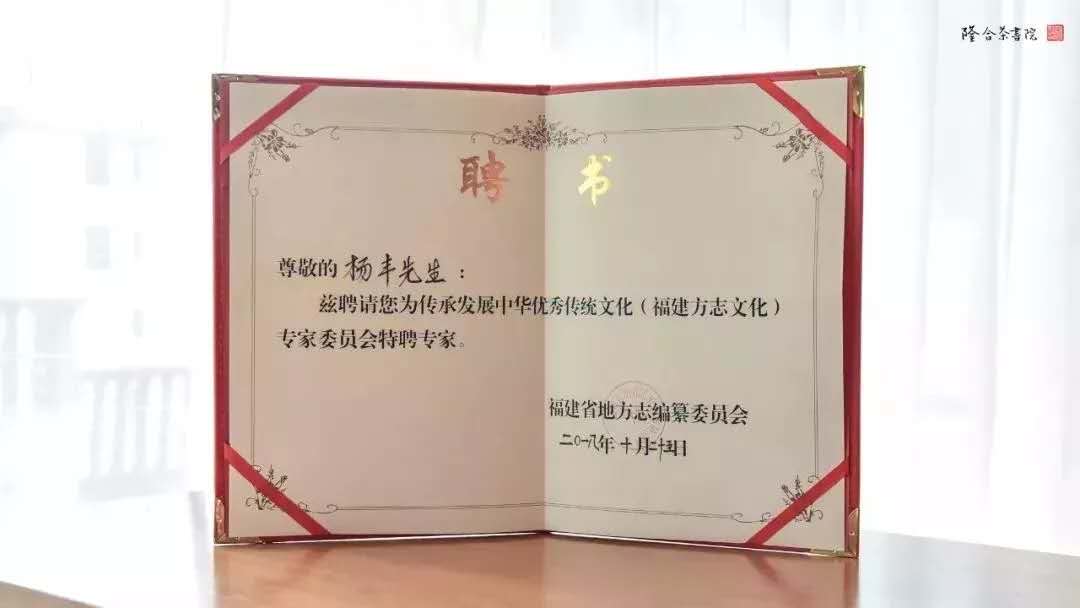 隆合茶书院
聘书
尊敬的杨丰先生：
兹聘请您为传承发展中华优秀传统文化（福建方志文化）
专家委员会特聘专家。
福建省地方志编纂委员会
二〇一八年十月二十五日